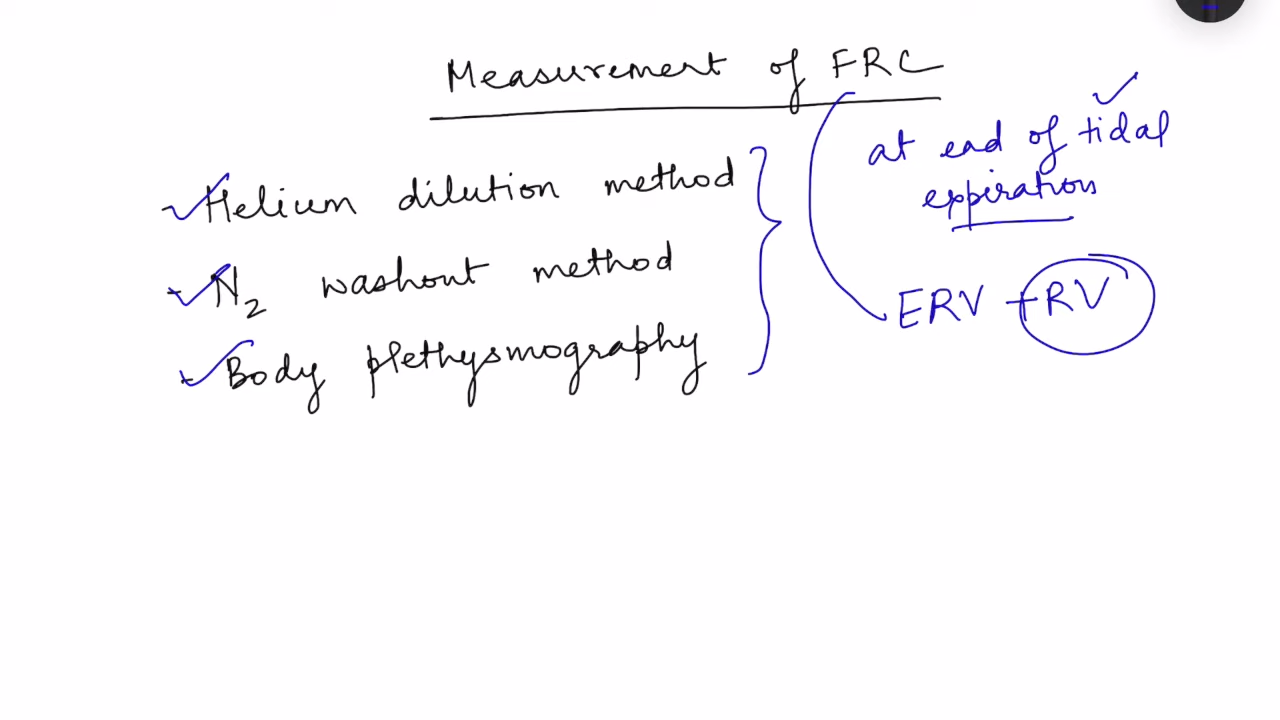 Measurement of FRC
Helium dilution method
N2 washout method
Body plethysmography
at end of tidal
expiration
ERV + RV